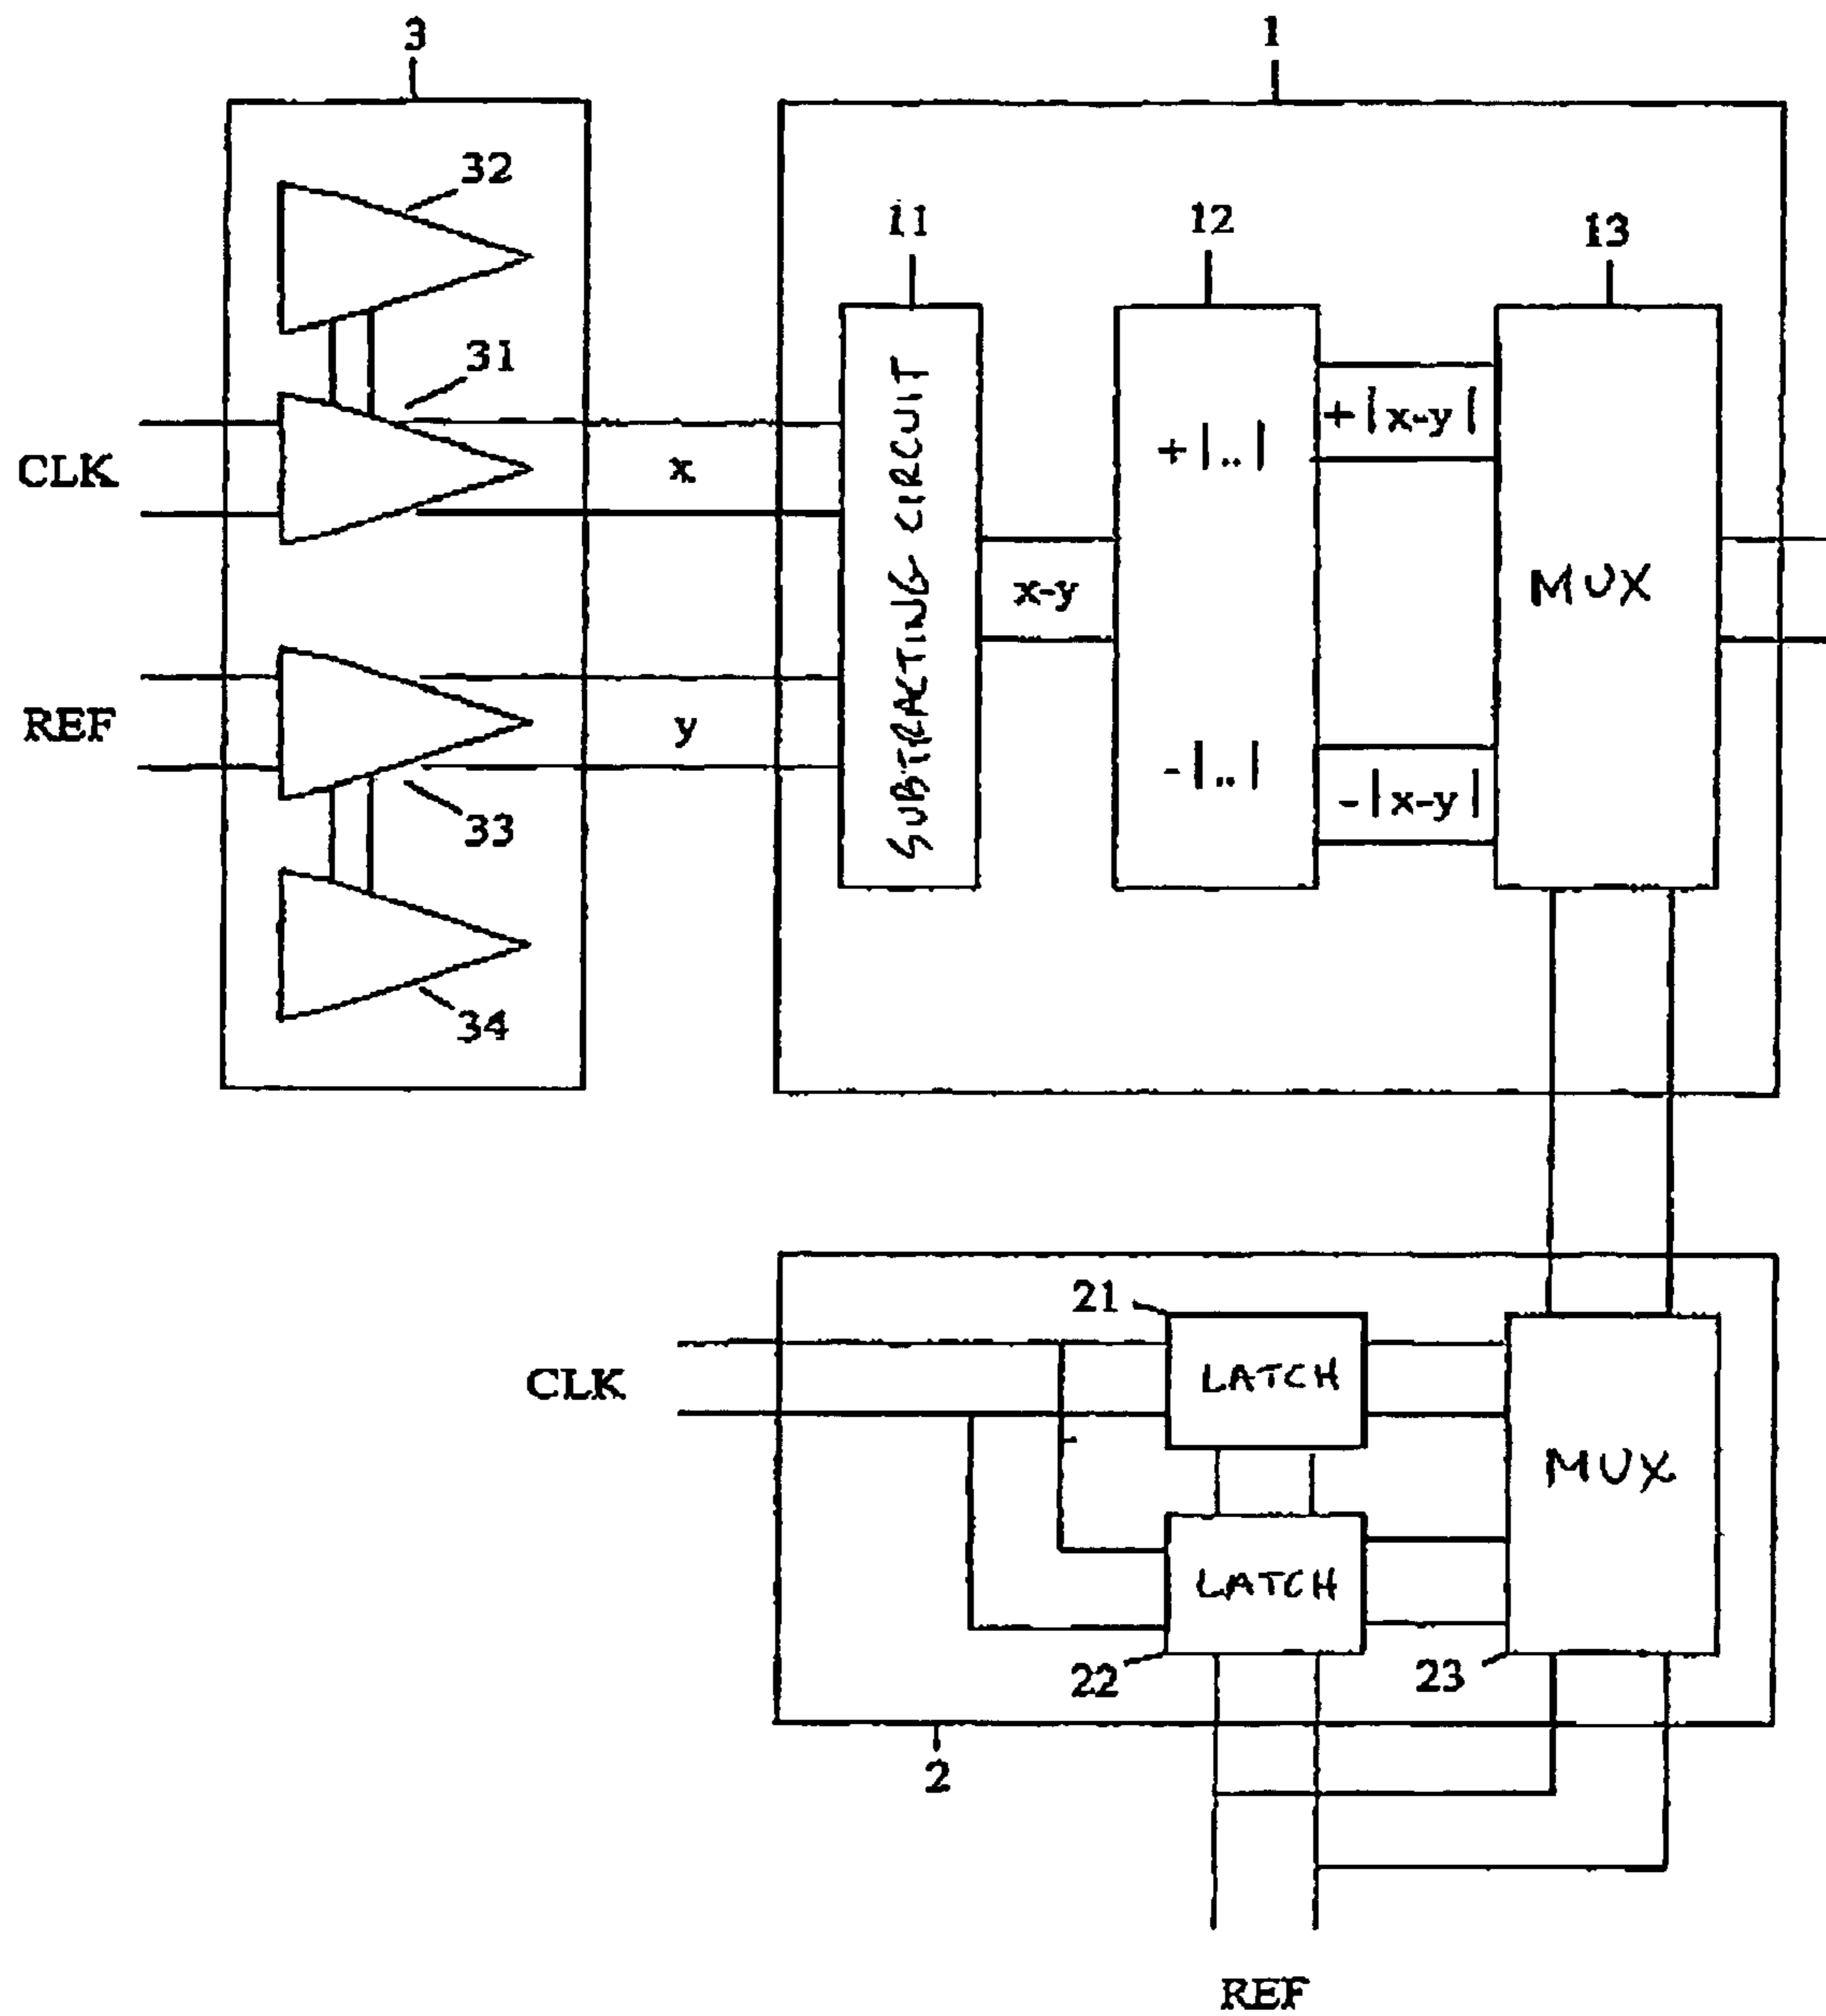 3
1
32
11
12
13
31
CLK
x
SUBTRACTING CIRCUIT
+|..|
+|x-y|
x-y
MUX
REF
y
-|..|
-|x-y|
33
34
21
CLK
LATCH
MUX
LATCH
22
23
2
REF